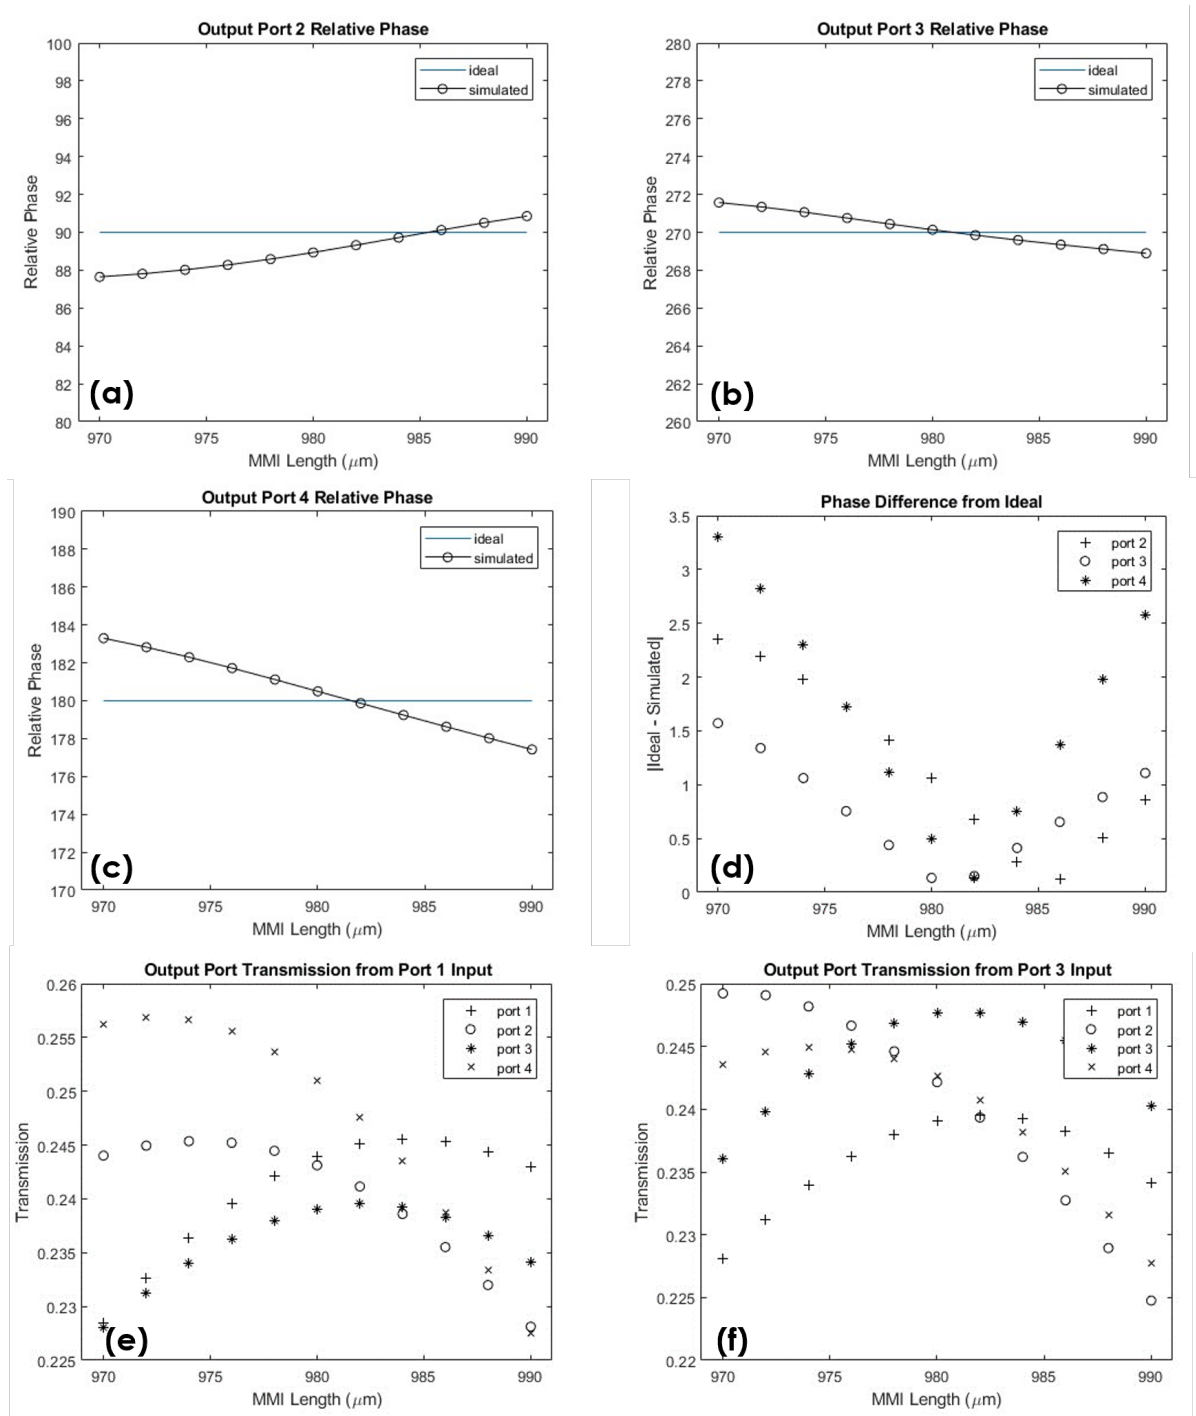 Output Port 2 Relative Phase
100
98
96
94
92
90
88
86
84
82
80
Relative Phase
ideal
simulated
(a)
970
975
980
985
990
MMI Length (μm)
Output Port 3 Relative Phase
280
278
276
274
272
270
268
266
264
262
260
Relative Phase
ideal
simulated
(b)
970
975
980
985
990
MMI Length (μm)
Output Port 4 Relative Phase
190
188
186
184
182
180
178
176
174
172
170
Relative Phase
ideal
simulated
(c)
970
975
980
985
990
MMI Length (μm)
Phase Difference from Ideal
3.5
3
2.5
2
1.5
1
0.5
0
|Ideal - Simulated|
port 2
port 3
port 4
(d)
970
975
980
985
990
MMI Length (μm)
Output Port Transmission from Port 1 Input
0.26
0.255
0.25
0.245
0.24
0.235
0.23
0.225
Transmission
port 1
port 2
port 3
port 4
(e)
970
975
980
985
990
MMI Length (μm)
Output Port Transmission from Port 3 Input
0.25
0.245
0.24
0.235
0.23
0.225
0.22
Transmission
port 1
port 2
port 3
port 4
(f)
970
975
980
985
990
MMI Length (μm)